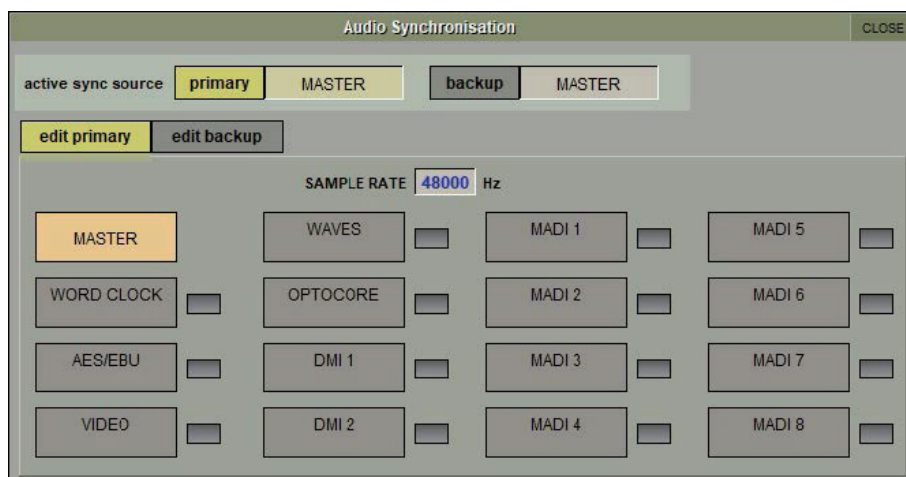 Audio Synchronisation CLOSE
active sync source primary MASTER backup MASTER
edit primary edit backup
SAMPLE RATE 48000 Hz
MASTER WAVES MADI 1 MADI 5
WORD CLOCK OPTOCORE MADI 2 MADI 6
AES/EBU DMI 1 MADI 3 MADI 7
VIDEO DMI 2 MADI 4 MADI 8